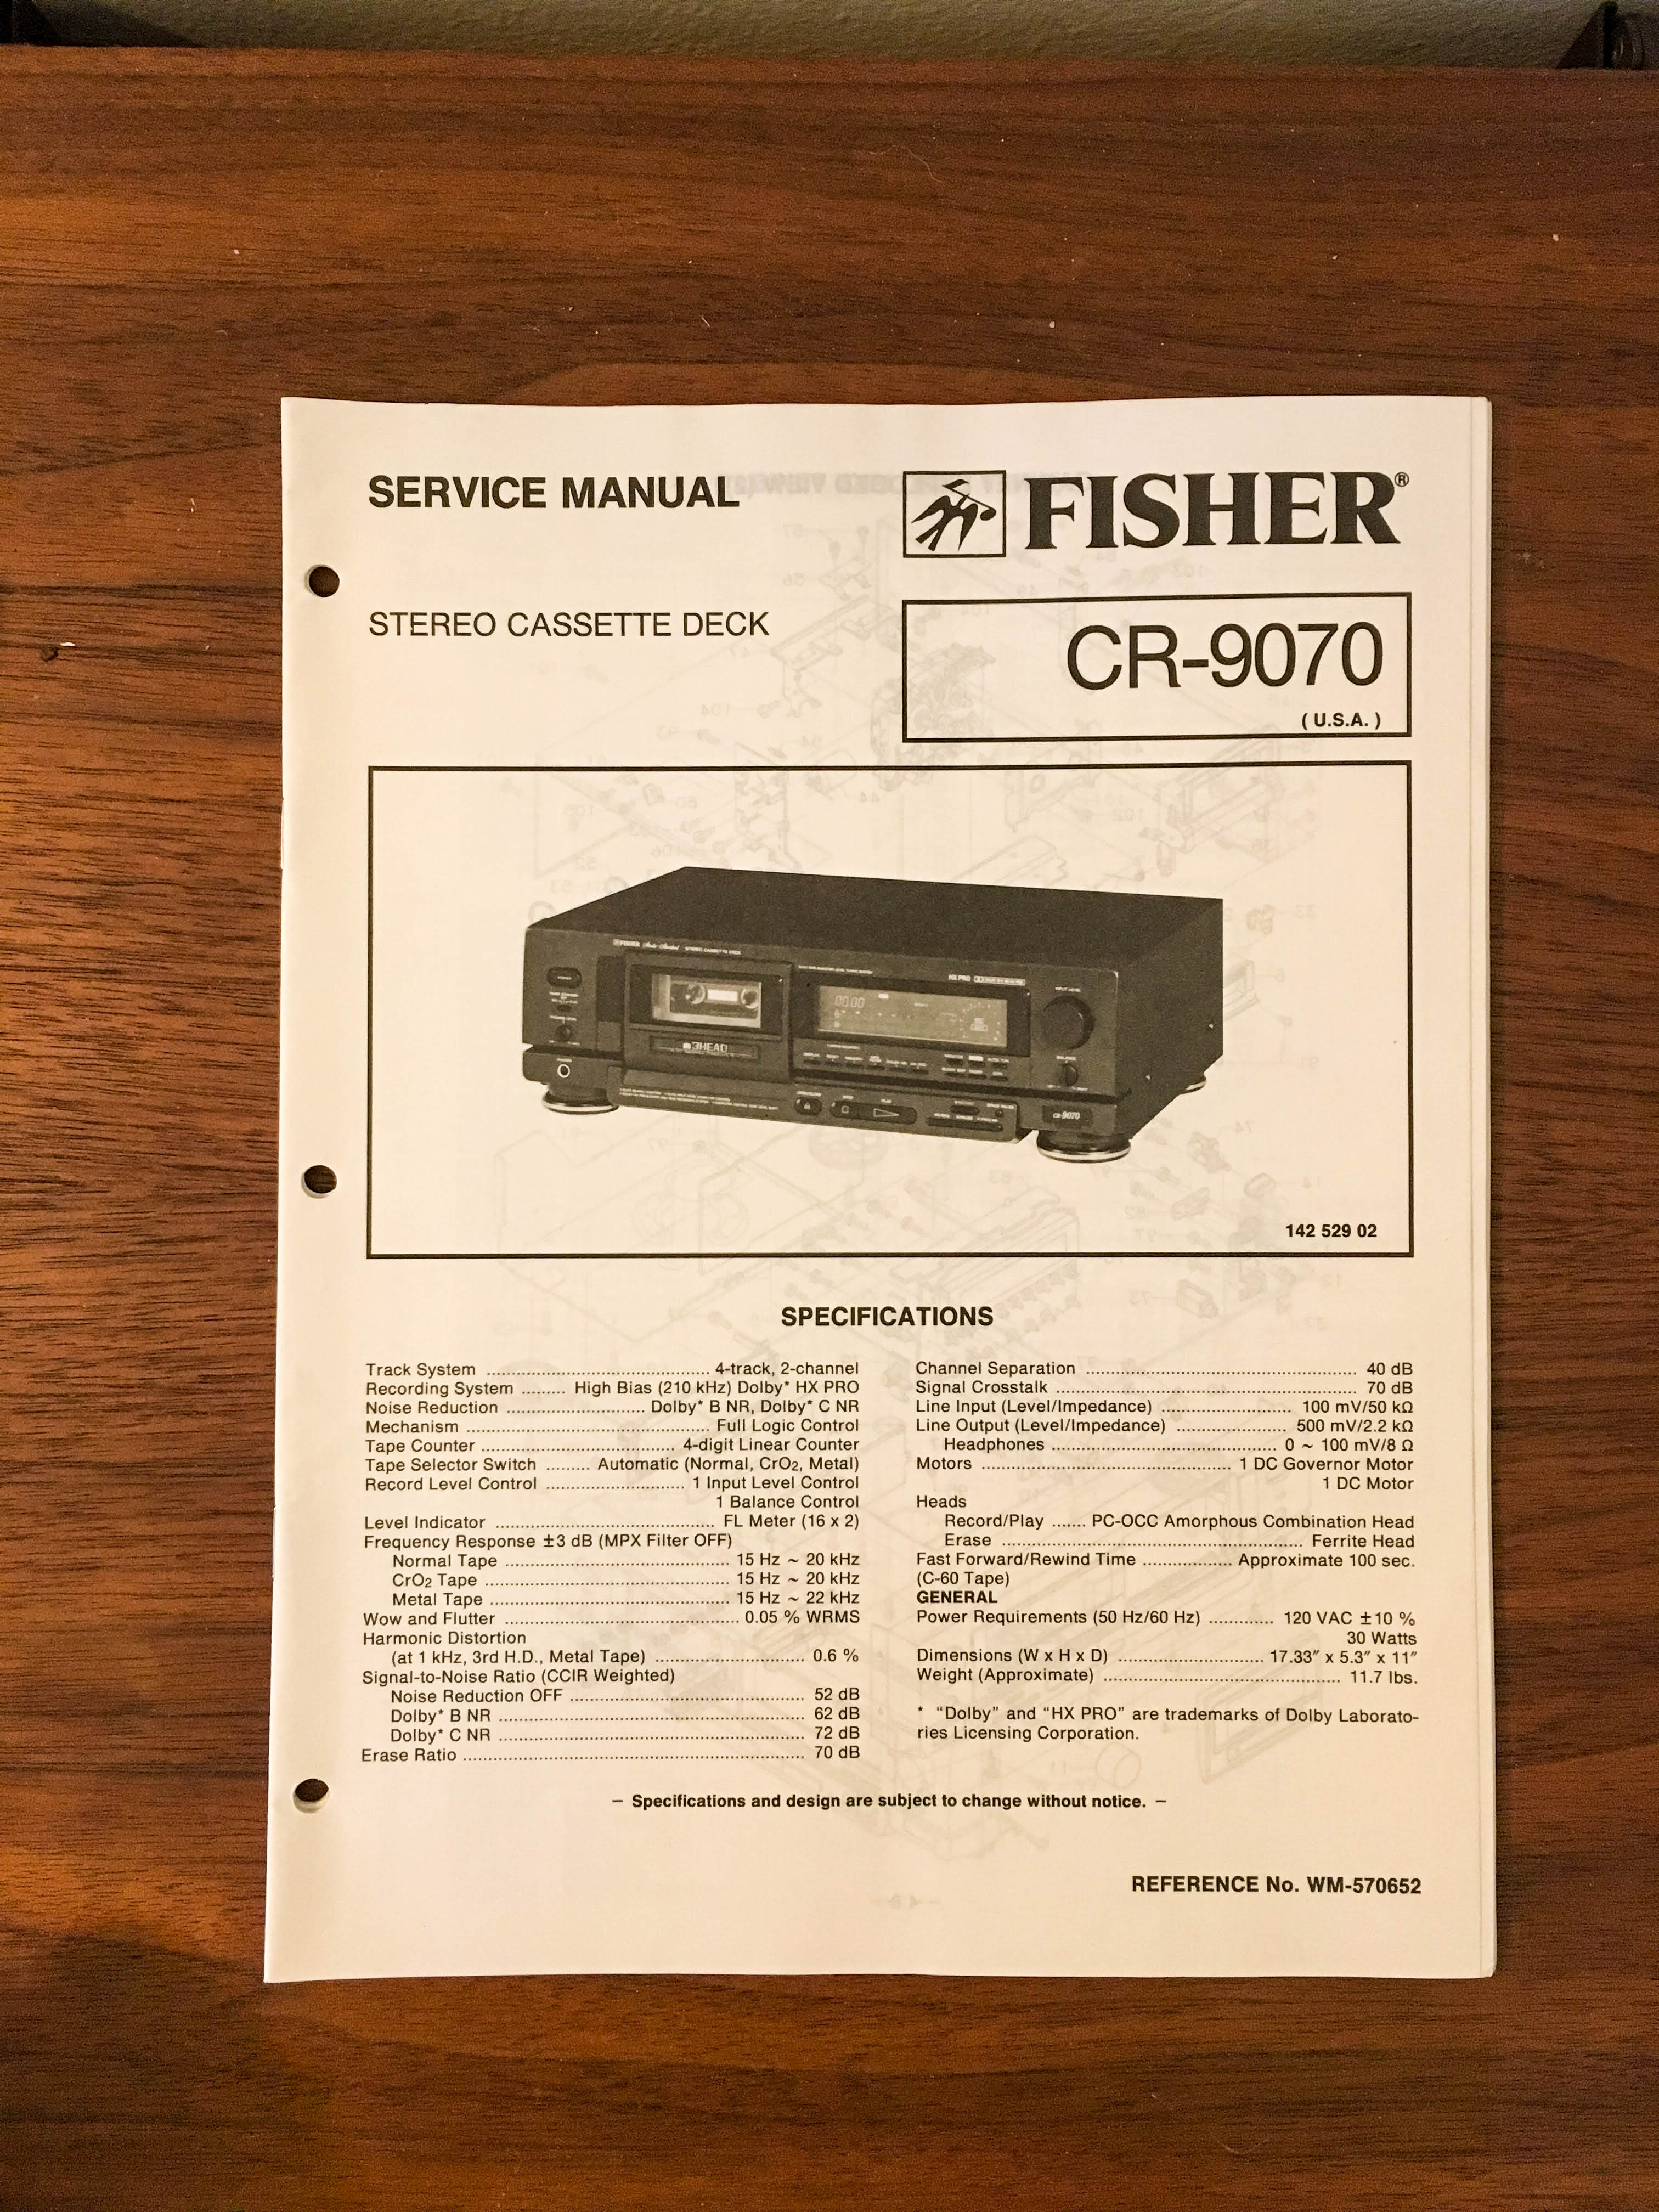 SERVICE MANUAL
FISHER®
STEREO CASSETTE DECK
CR-9070
( U.S.A. )
FISHER
STEREO CASSETTE DECK
HX PRO
INPUT LEVEL
00.00
3HEAD
BALANCE
PLAY
CR-9070
142 529 02
SPECIFICATIONS
Track System ........ 4-track, 2-channel
Recording System ........ High Bias (210 kHz) Dolby* HX PRO
Noise Reduction ........ Dolby* B NR, Dolby* C NR
Mechanism ........ Full Logic Control
Tape Counter ........ 4-digit Linear Counter
Tape Selector Switch ........ Automatic (Normal, CrO2, Metal)
Record Level Control ........ 1 Input Level Control
1 Balance Control
Level Indicator ........ FL Meter (16 x 2)
Frequency Response ±3 dB (MPX Filter OFF)
Normal Tape ........ 15 Hz ~ 20 kHz
CrO2 Tape ........ 15 Hz ~ 20 kHz
Metal Tape ........ 15 Hz ~ 22 kHz
Wow and Flutter ........ 0.05 % WRMS
Harmonic Distortion
(at 1 kHz, 3rd H.D., Metal Tape) ........ 0.6 %
Signal-to-Noise Ratio (CCIR Weighted)
Noise Reduction OFF ........ 52 dB
Dolby* B NR ........ 62 dB
Dolby* C NR ........ 72 dB
Erase Ratio ........ 70 dB
Channel Separation ........ 40 dB
Signal Crosstalk ........ 70 dB
Line Input (Level/Impedance) ........ 100 mV/50 kΩ
Line Output (Level/Impedance) ........ 500 mV/2.2 kΩ
Headphones ........ 0 ~ 100 mV/8 Ω
Motors ........ 1 DC Governor Motor
1 DC Motor
Heads
Record/Play ....... PC-OCC Amorphous Combination Head
Erase ........ Ferrite Head
Fast Forward/Rewind Time ........ Approximate 100 sec.
(C-60 Tape)
GENERAL
Power Requirements (50 Hz/60 Hz) ........ 120 VAC ±10 %
30 Watts
Dimensions (W x H x D) ........ 17.33″ x 5.3″ x 11″
Weight (Approximate) ........ 11.7 lbs.
* “Dolby” and “HX PRO” are trademarks of Dolby Laborato-
ries Licensing Corporation.
– Specifications and design are subject to change without notice. –
REFERENCE No. WM-570652